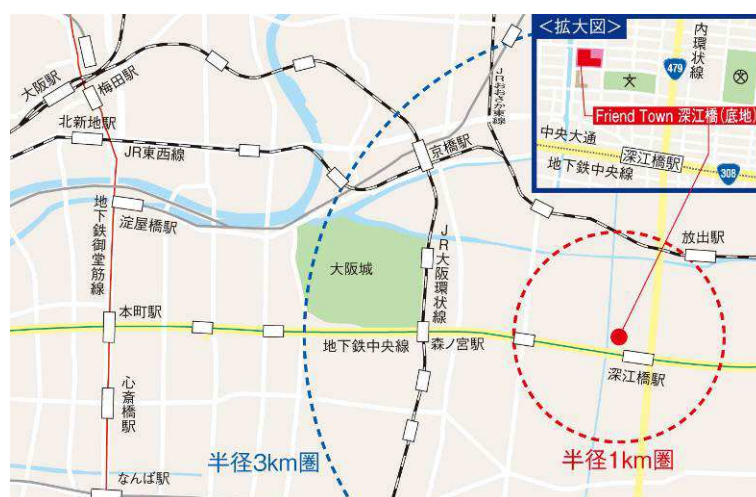 <拡大図>
内環状線
479
Friend Town 深江橋(底地)
中央大通
深江橋駅
地下鉄中央線
308
大阪駅
梅田駅
北新地駅
JR東西線
JRおおさか東線
京橋駅
淀屋橋駅
地下鉄御堂筋線
大阪城
JR大阪環状線
放出駅
本町駅
地下鉄中央線
森ノ宮駅
深江橋駅
心斎橋駅
半径3km圏
半径1km圏
なんば駅
文